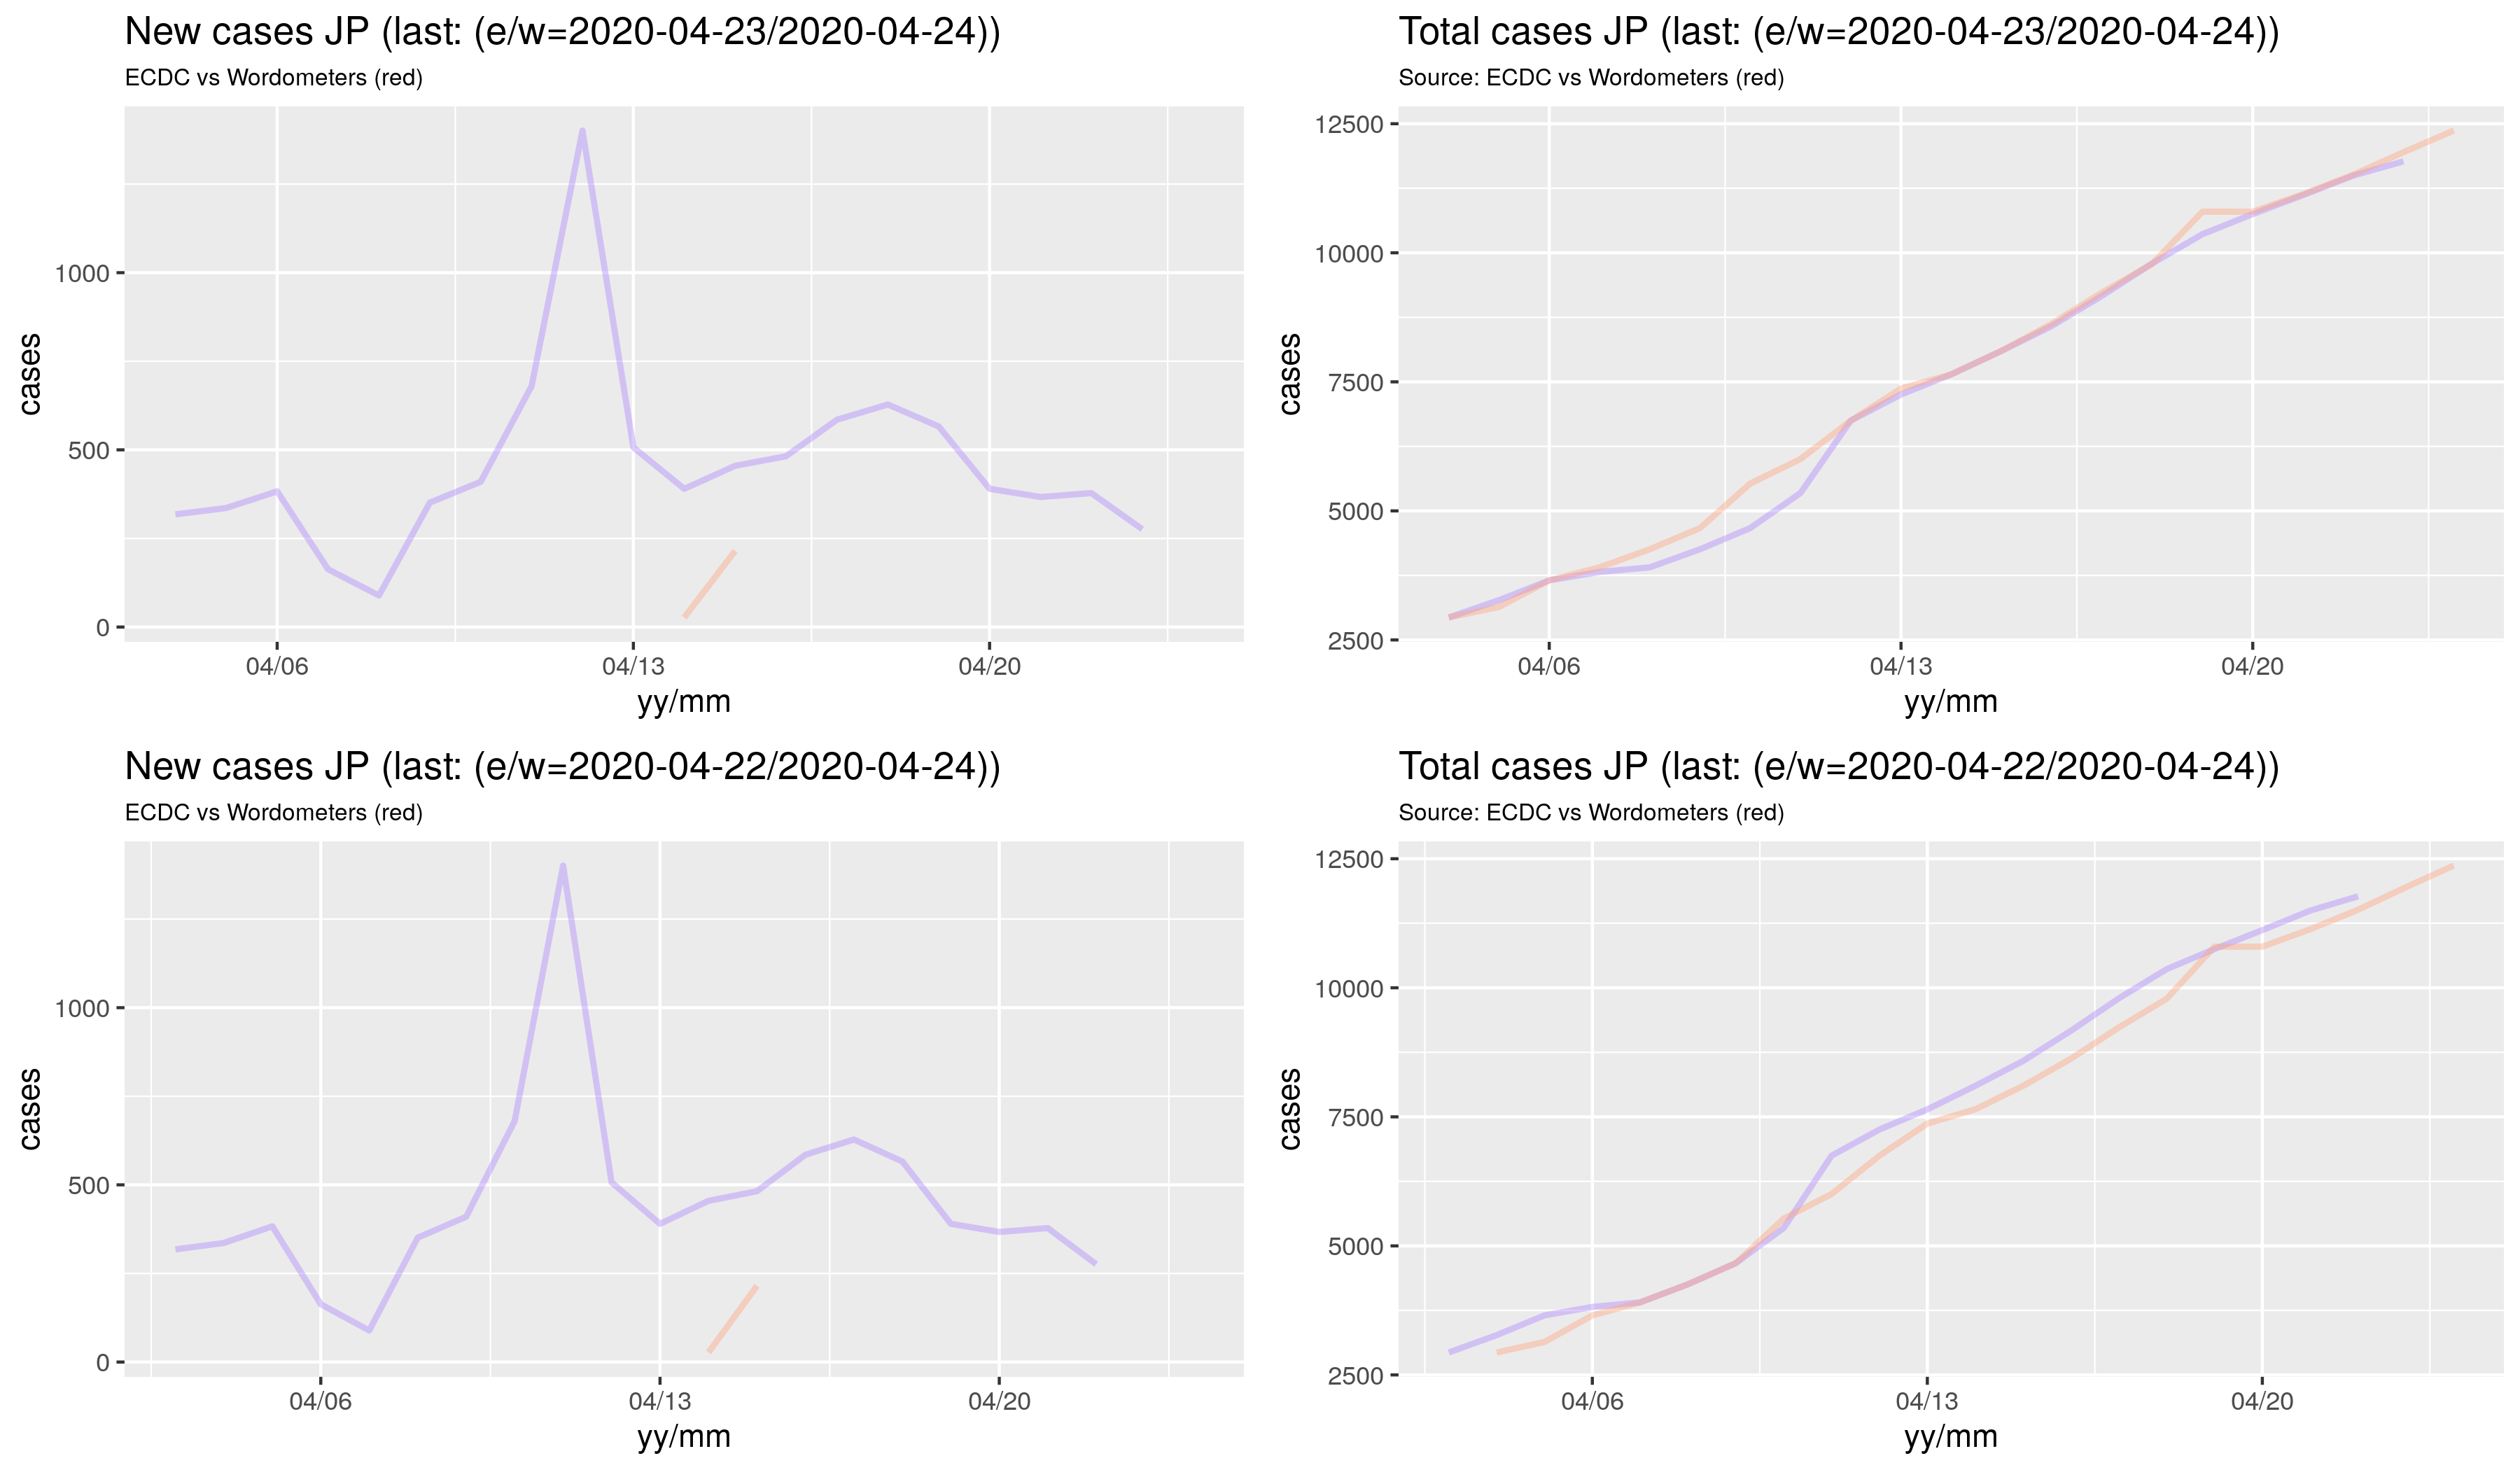 New cases JP (last: (e/w=2020-04-23/2020-04-24))
ECDC vs Wordometers (red)
cases
1000
500
0
04/06
04/13
04/20
yy/mm
Total cases JP (last: (e/w=2020-04-23/2020-04-24))
Source: ECDC vs Wordometers (red)
cases
12500
10000
7500
5000
2500
04/06
04/13
04/20
yy/mm
New cases JP (last: (e/w=2020-04-22/2020-04-24))
ECDC vs Wordometers (red)
cases
1000
500
0
04/06
04/13
04/20
yy/mm
Total cases JP (last: (e/w=2020-04-22/2020-04-24))
Source: ECDC vs Wordometers (red)
cases
12500
10000
7500
5000
2500
04/06
04/13
04/20
yy/mm